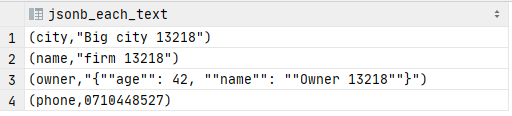 jsonb_each_text
1 (city,"Big city 13218")
2 (name,"firm 13218")
3 (owner,"{""age"": 42, ""name"": ""Owner 13218""}")
4 (phone,0710448527)